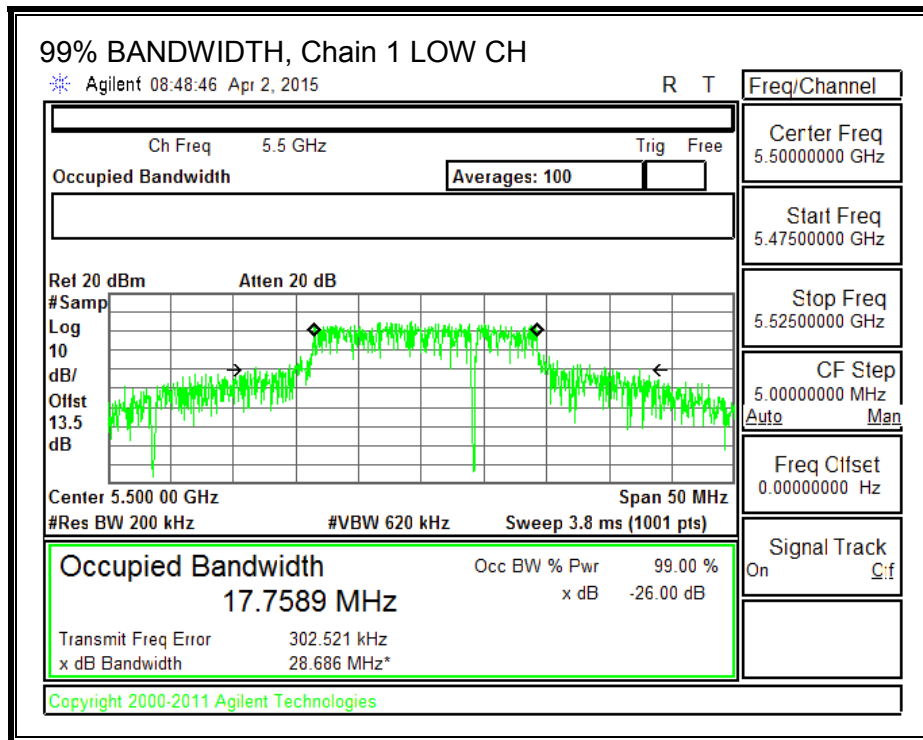 99% BANDWIDTH, Chain 1 LOW CH
Agilent 08:48:46 Apr 2, 2015 R T
Freq/Channel
Ch Freq 5.5 GHz Trig Free
Occupied Bandwidth Averages: 100
Center Freq
5.50000000 GHz
Start Freq
5.47500000 GHz
Stop Freq
5.52500000 GHz
CF Step
5.00000000 MHz
Auto Man
Freq Offset
0.00000000 Hz
Signal Track
On Off
Ref 20 dBm Atten 20 dB
#Samp
Log
10
dB/
Offst
13.5
dB
Center 5.500 00 GHz Span 50 MHz
#Res BW 200 kHz #VBW 620 kHz Sweep 3.8 ms (1001 pts)
Occupied Bandwidth Occ BW % Pwr 99.00 %
17.7589 MHz x dB -26.00 dB
Transmit Freq Error 302.521 kHz
x dB Bandwidth 28.686 MHz*
Copyright 2000-2011 Agilent Technologies